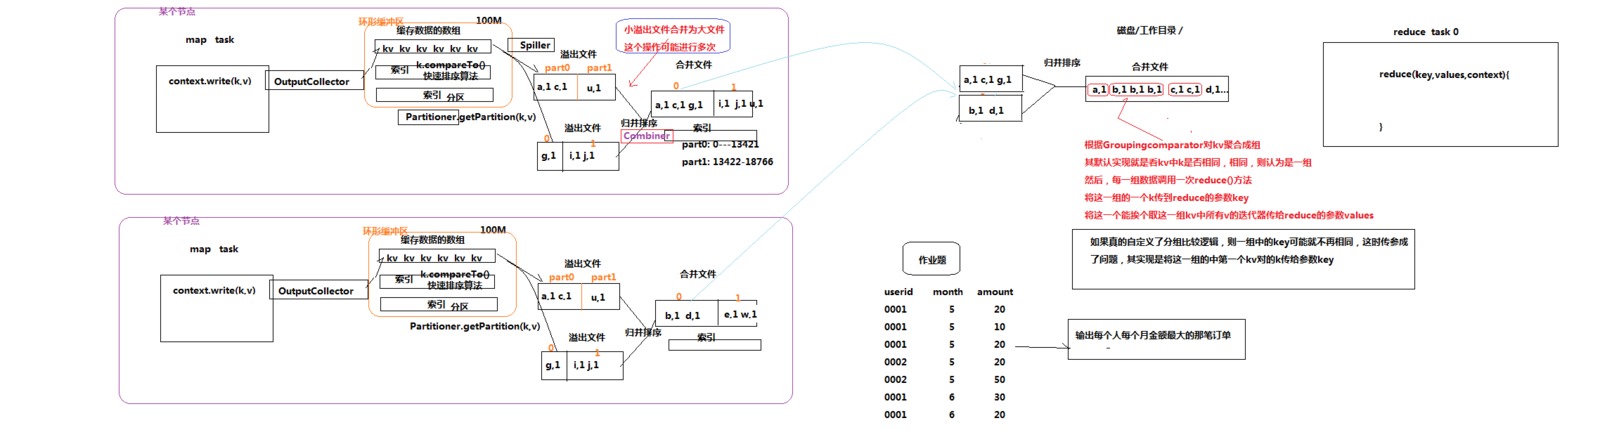 某个节点
map task
context.write(k,v)
OutputCollector
环形缓冲区
100M
缓存数据的数组
kv kv kv kv kv kv
索引
k.compareTo()
快速排序算法
索引 分区
Partitioner.getPartition(k,v)
Spiller
溢出文件
part0 part1
a,1 c,1
u,1
溢出文件
0 1
g,1
i,1 j,1
小溢出文件合并为大文件
这个操作可能进行多次
合并文件
0 1
a,1 c,1 g,1
i,1 j,1 u,1
归并排序
Combiner
索引
part0: 0---13421
part1: 13422-18766
某个节点
map task
context.write(k,v)
OutputCollector
环形缓冲区
100M
缓存数据的数组
kv kv kv kv kv kv
索引
k.compareTo()
快速排序算法
索引 分区
Partitioner.getPartition(k,v)
溢出文件
part0 part1
a,1 c,1
u,1
溢出文件
0 1
g,1
i,1 j,1
归并排序
合并文件
0 1
b,1 d,1
e,1 w,1
索引
a,1 c,1 g,1
b,1 d,1
归并排序
磁盘/工作目录 /
合并文件
a,1 b,1 b,1 b,1 c,1 c,1 d,1...
根据Groupingcomparator对kv聚合成组
其默认实现就是看kv中k是否相同，相同，则认为是一组
然后，每一组数据调用一次reduce()方法
将这一组的一个k传到reduce的参数key
将这一个能挨个取这一组kv中所有v的迭代器传给reduce的参数values
如果真的自定义了分组比较逻辑，则一组中的key可能就不再相同，这时传参成
了问题，其实现是将这一组的中第一个kv对的k传给参数key
reduce task 0
reduce(key,values,context){
}
作业题
userid month amount
0001 5 20
0001 5 10
0001 5 20
0002 5 20
0002 5 50
0001 6 30
0001 6 20
输出每个人每个月金额最大的那笔订单